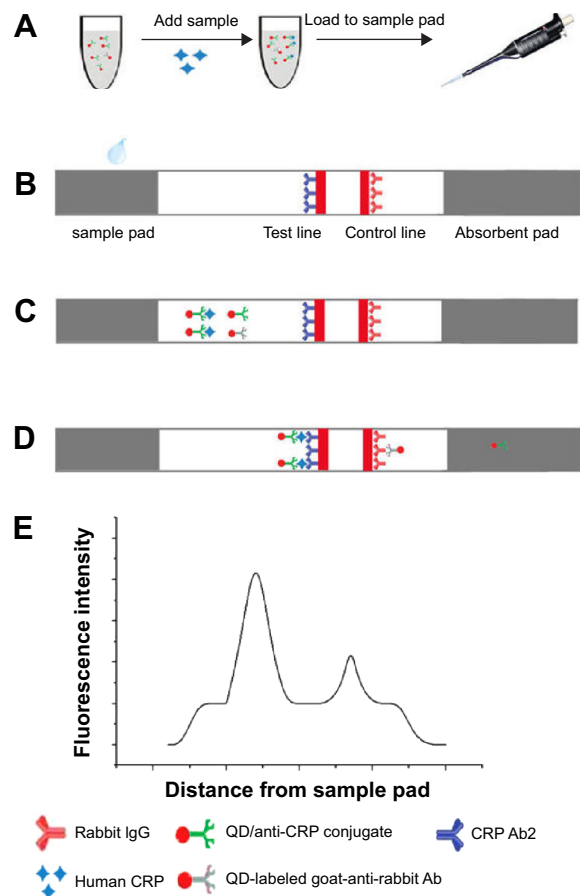 A
Add sample
Load to sample pad
B
sample pad
Test line
Control line
Absorbent pad
C
D
E
Fluorescence intensity
Distance from sample pad
Rabbit IgG
QD/anti-CRP conjugate
CRP Ab2
Human CRP
QD-labeled goat-anti-rabbit Ab